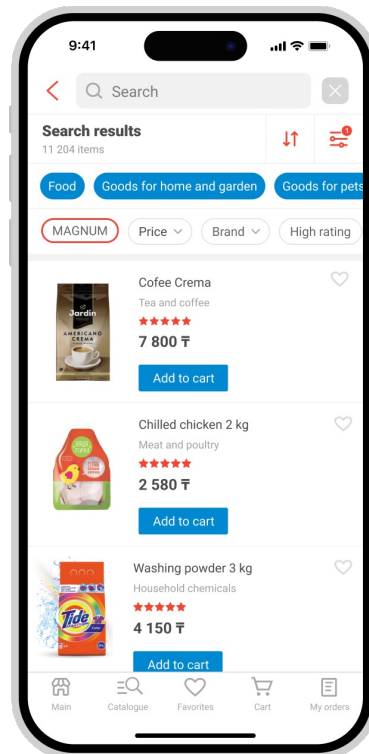 9:41
Search
Search results
11 204 items
1
Food
Goods for home and garden
Goods for pets
MAGNUM
Price
Brand
High rating
Cofee Crema
Tea and coffee
7 800 ₸
Add to cart
Jardin
AMERICANO
CREMA
Chilled chicken 2 kg
Meat and poultry
2 580 ₸
Add to cart
Washing powder 3 kg
Household chemicals
4 150 ₸
Add to cart
Tide
Main
Catalogue
Favorites
Cart
My orders